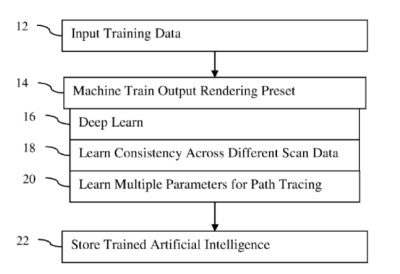 12 Input Training Data
14 Machine Train Output Rendering Preset
16 Deep Learn
18 Learn Consistency Across Different Scan Data
20 Learn Multiple Parameters for Path Tracing
22 Store Trained Artificial Intelligence